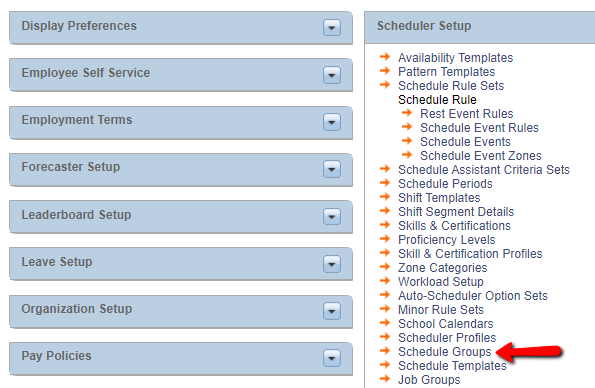 Display Preferences
Employee Self Service
Employment Terms
Forecaster Setup
Leaderboard Setup
Leave Setup
Organization Setup
Pay Policies
Scheduler Setup
Availability Templates
Pattern Templates
Schedule Rule Sets
Schedule Rule
Rest Event Rules
Schedule Event Rules
Schedule Events
Schedule Event Zones
Schedule Assistant Criteria Sets
Schedule Periods
Shift Templates
Shift Segment Details
Skills & Certifications
Proficiency Levels
Skill & Certification Profiles
Zone Categories
Workload Setup
Auto-Scheduler Option Sets
Minor Rule Sets
School Calendars
Scheduler Profiles
Schedule Groups
Schedule Templates
Job Groups